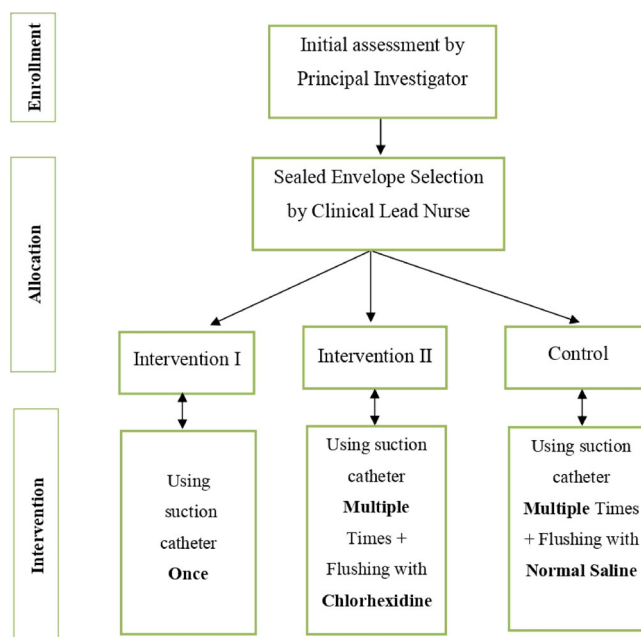 Enrollment
Initial assessment by
Principal Investigator
Allocation
Sealed Envelope Selection
by Clinical Lead Nurse
Intervention I
Intervention II
Control
Intervention
Using
suction
catheter
Once
Using suction
catheter
Multiple
Times +
Flushing with
Chlorhexidine
Using suction
catheter
Multiple Times
+ Flushing with
Normal Saline